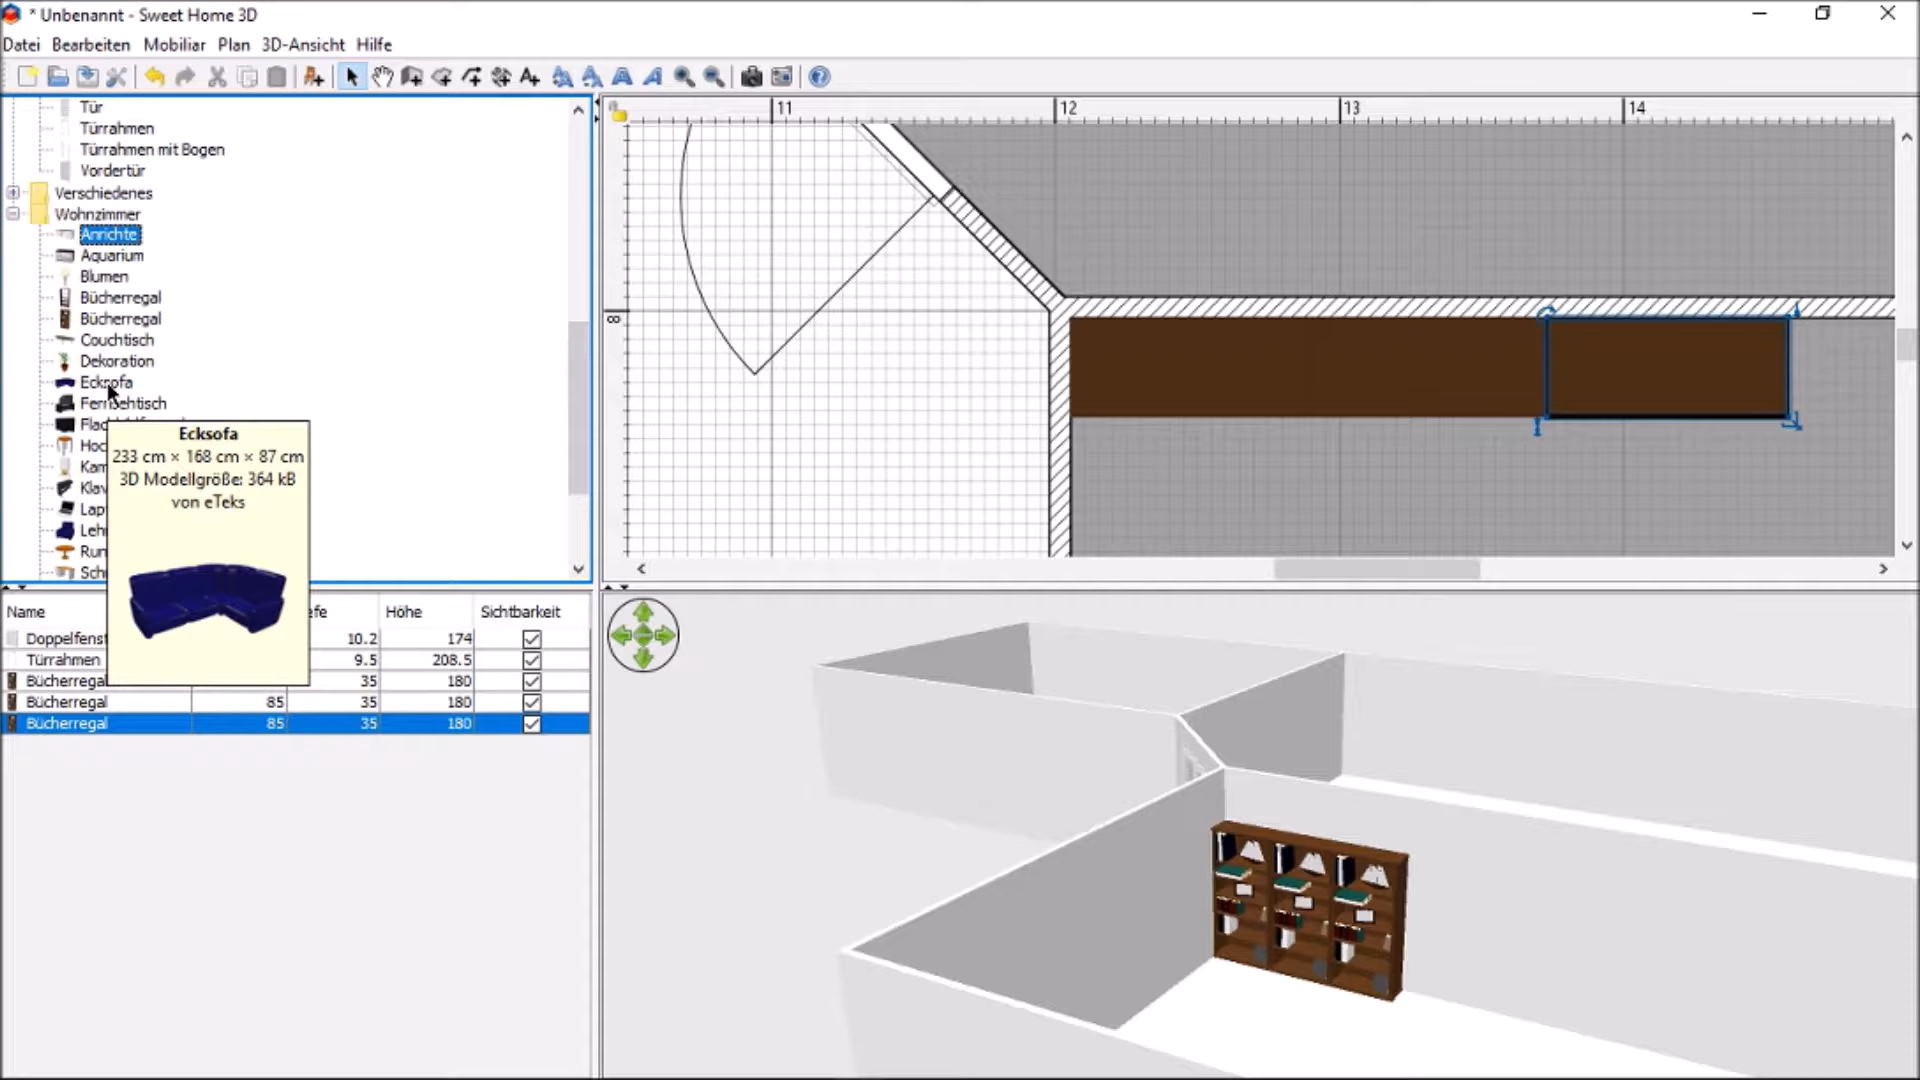 * Unbenannt - Sweet Home 3D
Datei Bearbeiten Mobiliar Plan 3D-Ansicht Hilfe
Tür
Türrahmen
Türrahmen mit Bogen
Vordertür
Verschiedenes
Wohnzimmer
Anrichte
Aquarium
Blumen
Bücherregal
Bücherregal
Couchtisch
Dekoration
Ecksofa
Fernsehtisch
Ecksofa
233 cm × 168 cm × 87 cm
3D Modellgröße: 364 kB
von eTeks
11 12 13 14
8
Name Höhe Sichtbarkeit
10.2 174
Türrahmen 9.5 208.5
Bücherregal 35 180
Bücherregal 85 35 180
Bücherregal 85 35 180